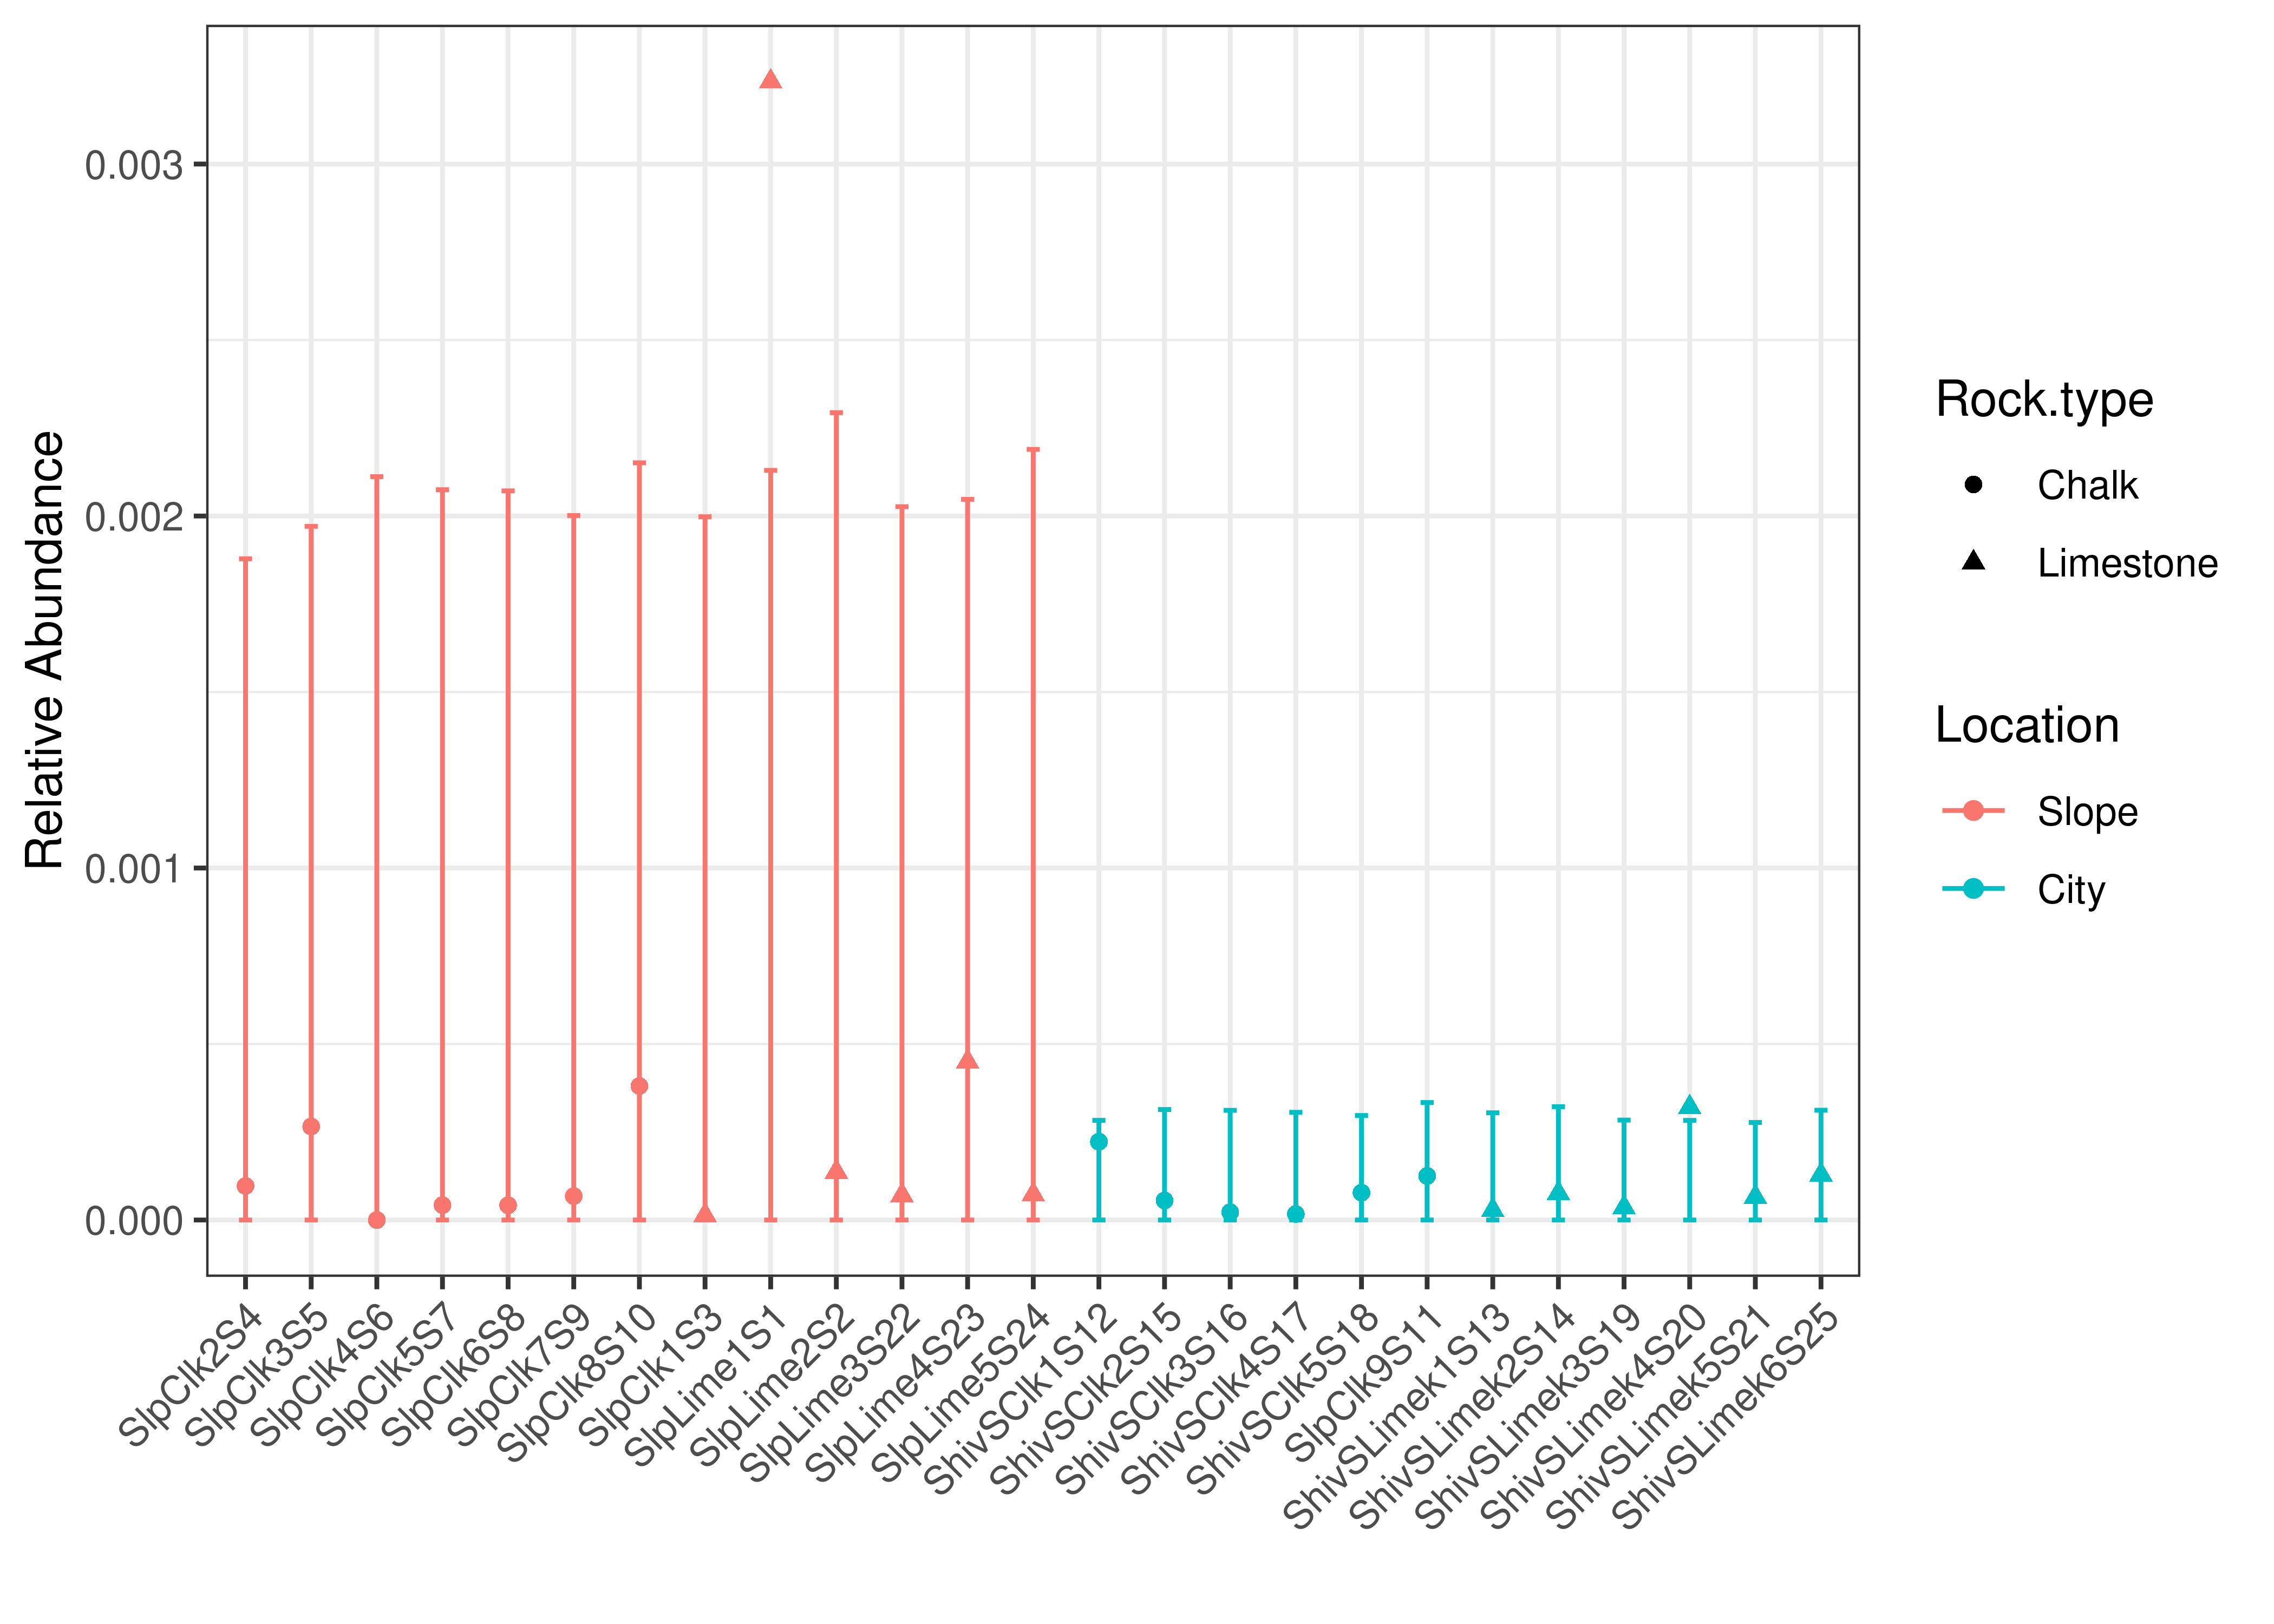 Relative Abundance
0.003
0.002
0.001
0.000
SlpClk2S4
SlpClk3S5
SlpClk4S6
SlpClk5S7
SlpClk6S8
SlpClk7S9
SlpClk8S10
SlpClk1S3
SlpLime1S1
SlpLime2S2
SlpLime3S22
SlpLime4S23
SlpLime5S24
ShivSClk1S12
ShivSClk2S15
ShivSClk3S16
ShivSClk4S17
ShivSClk5S18
SlpClk9S11
ShivSLimek1S13
ShivSLimek2S14
ShivSLimek3S19
ShivSLimek4S20
ShivSLimek5S21
ShivSLimek6S25
Rock.type
Chalk
Limestone
Location
Slope
City